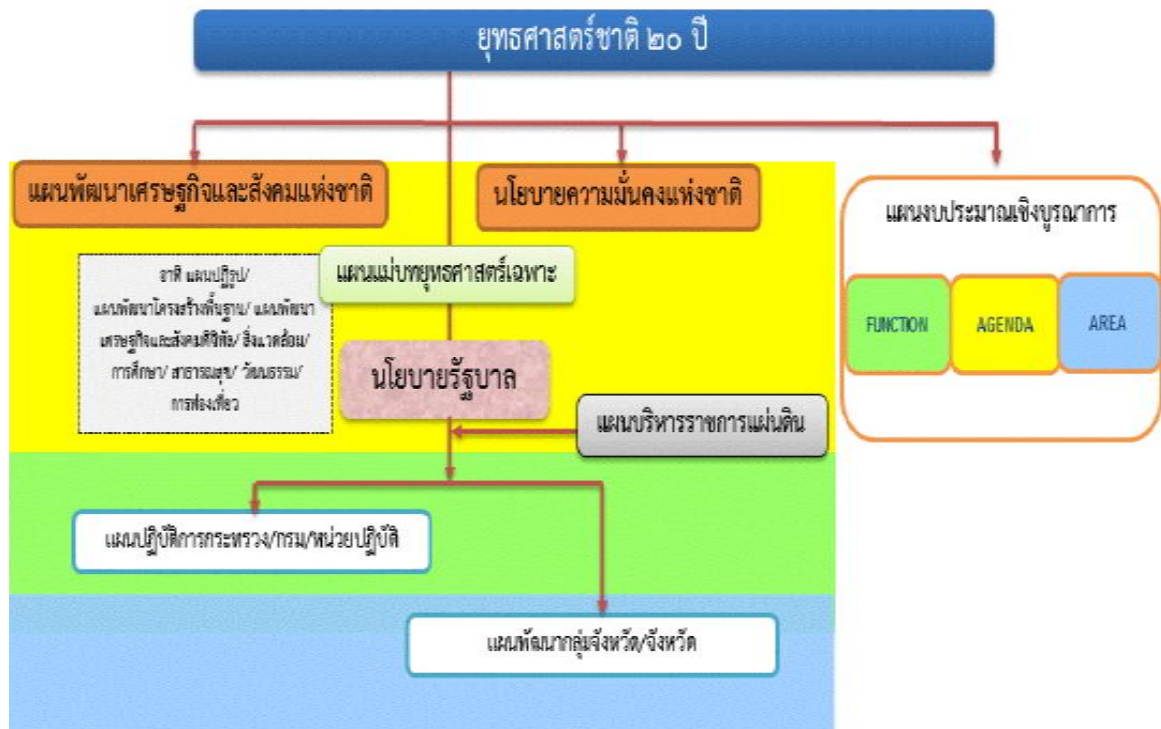 ยุทธศาสตร์ชาติ ๒๐ ปี
แผนพัฒนาเศรษฐกิจและสังคมแห่งชาติ
นโยบายความมั่นคงแห่งชาติ
แผนงบประมาณเชิงบูรณาการ
FUNCTION
AGENDA
AREA
แผนแม่บทยุทธศาสตร์เฉพาะ
อาทิ แผนปฏิรูป/
แผนพัฒนาโครงสร้างพื้นฐาน/ แผนพัฒนา
เศรษฐกิจและสังคมดิจิทัล/ สิ่งแวดล้อม/
การศึกษา/ สาธารณสุข/ วัฒนธรรม/
การท่องเที่ยว
นโยบายรัฐบาล
แผนบริหารราชการแผ่นดิน
แผนปฏิบัติการกระทรวง/กรม/หน่วยปฏิบัติ
แผนพัฒนากลุ่มจังหวัด/จังหวัด